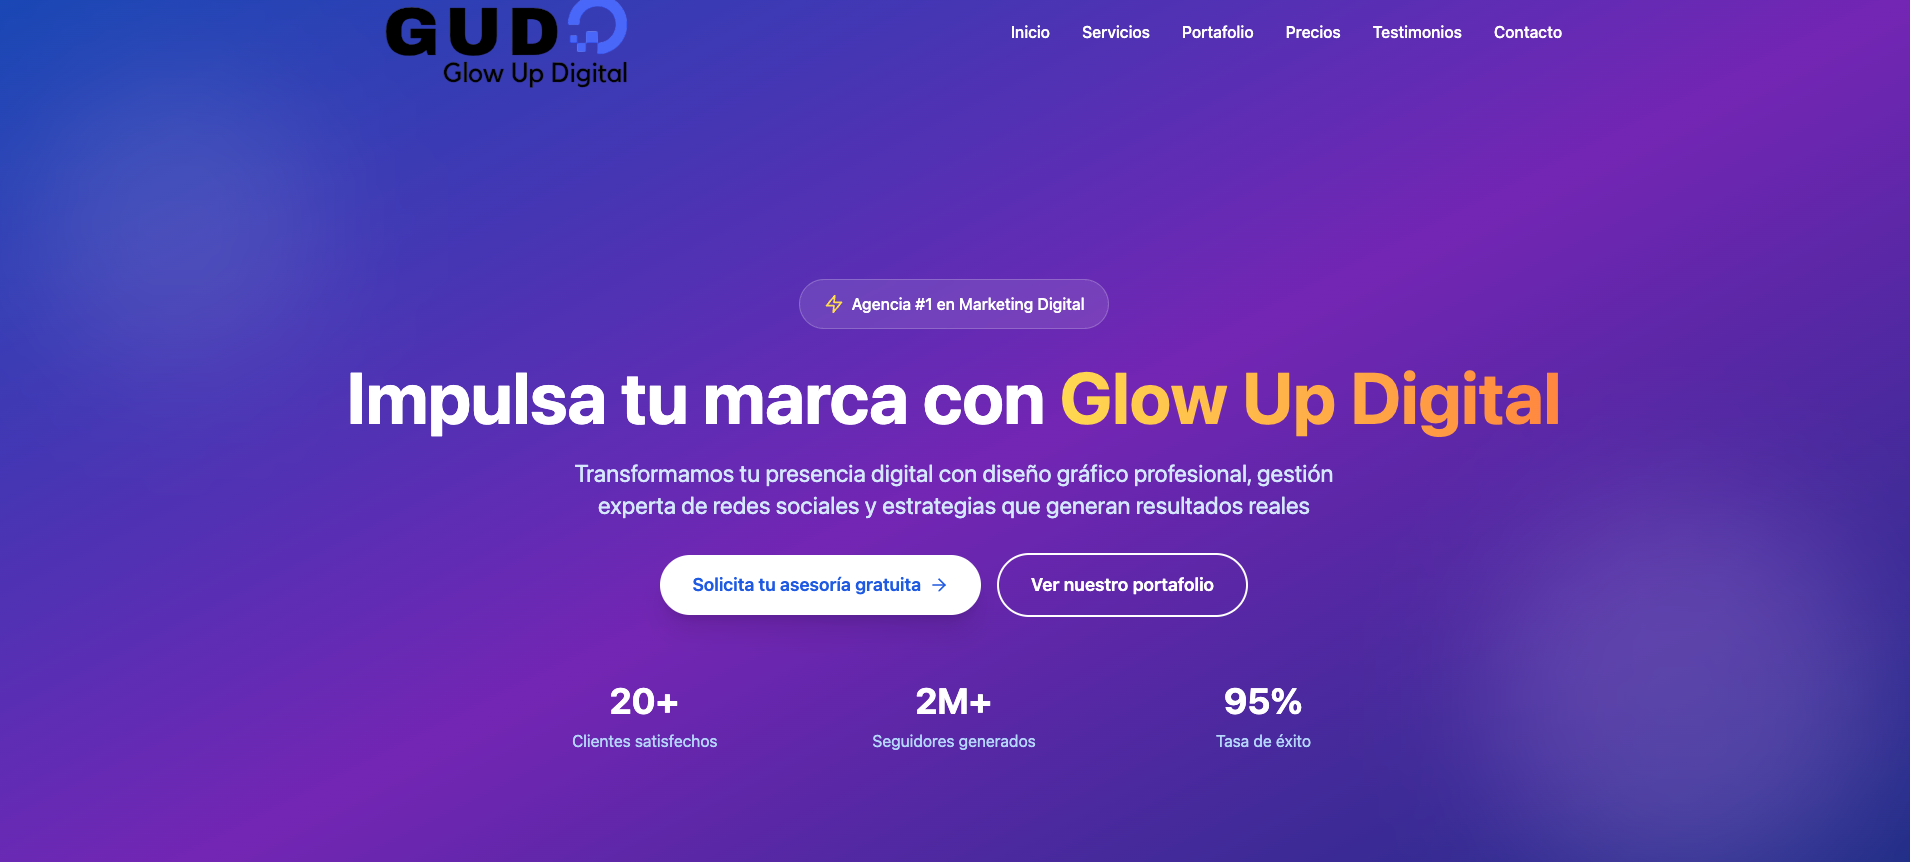 GUDO
Glow Up Digital
Inicio
Servicios
Portafolio
Precios
Testimonios
Contacto
Agencia #1 en Marketing Digital
Impulsa tu marca con Glow Up Digital
Transformamos tu presencia digital con diseño gráfico profesional, gestión
experta de redes sociales y estrategias que generan resultados reales
Solicita tu asesoría gratuita
Ver nuestro portafolio
20+
Clientes satisfechos
2M+
Seguidores generados
95%
Tasa de éxito